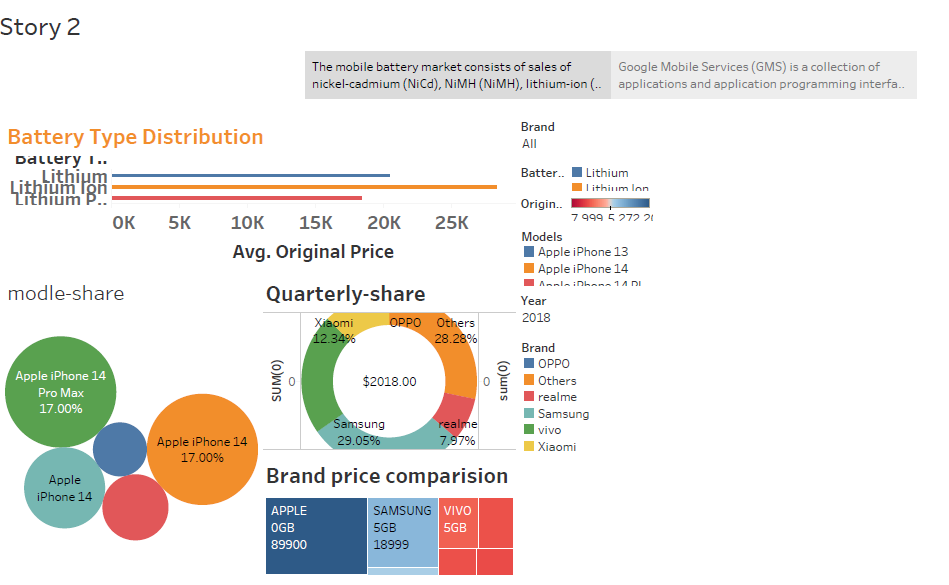 Story 2
The mobile battery market consists of sales of
nickel-cadmium (NiCd), NiMH (NiMH), lithium-ion (..
Google Mobile Services (GMS) is a collection of
applications and application programming interfa..
Battery Type Distribution
Battery T..
Lithium
Lithium Ion
Lithium P..
0K 5K 10K 15K 20K 25K
Avg. Original Price
Brand
All
Batter..
Lithium
Lithium Ion
Origin..
7,999 5,272,2
Models
Apple iPhone 13
Apple iPhone 14
Apple iPhone 14 Pl
Year
2018
Brand
OPPO
Others
realme
Samsung
vivo
Xiaomi
modle-share
Apple iPhone 14
Pro Max
17.00%
Apple iPhone 14
17.00%
Apple
iPhone 14
Quarterly-share
Xiaomi
12.34%
OPPO
Others
28.28%
SUM(0)
0
$2018.00
0
sum(0)
Samsung
29.05%
realme
7.97%
Brand price comparision
APPLE
0GB
89900
SAMSUNG
5GB
18999
VIVO
5GB